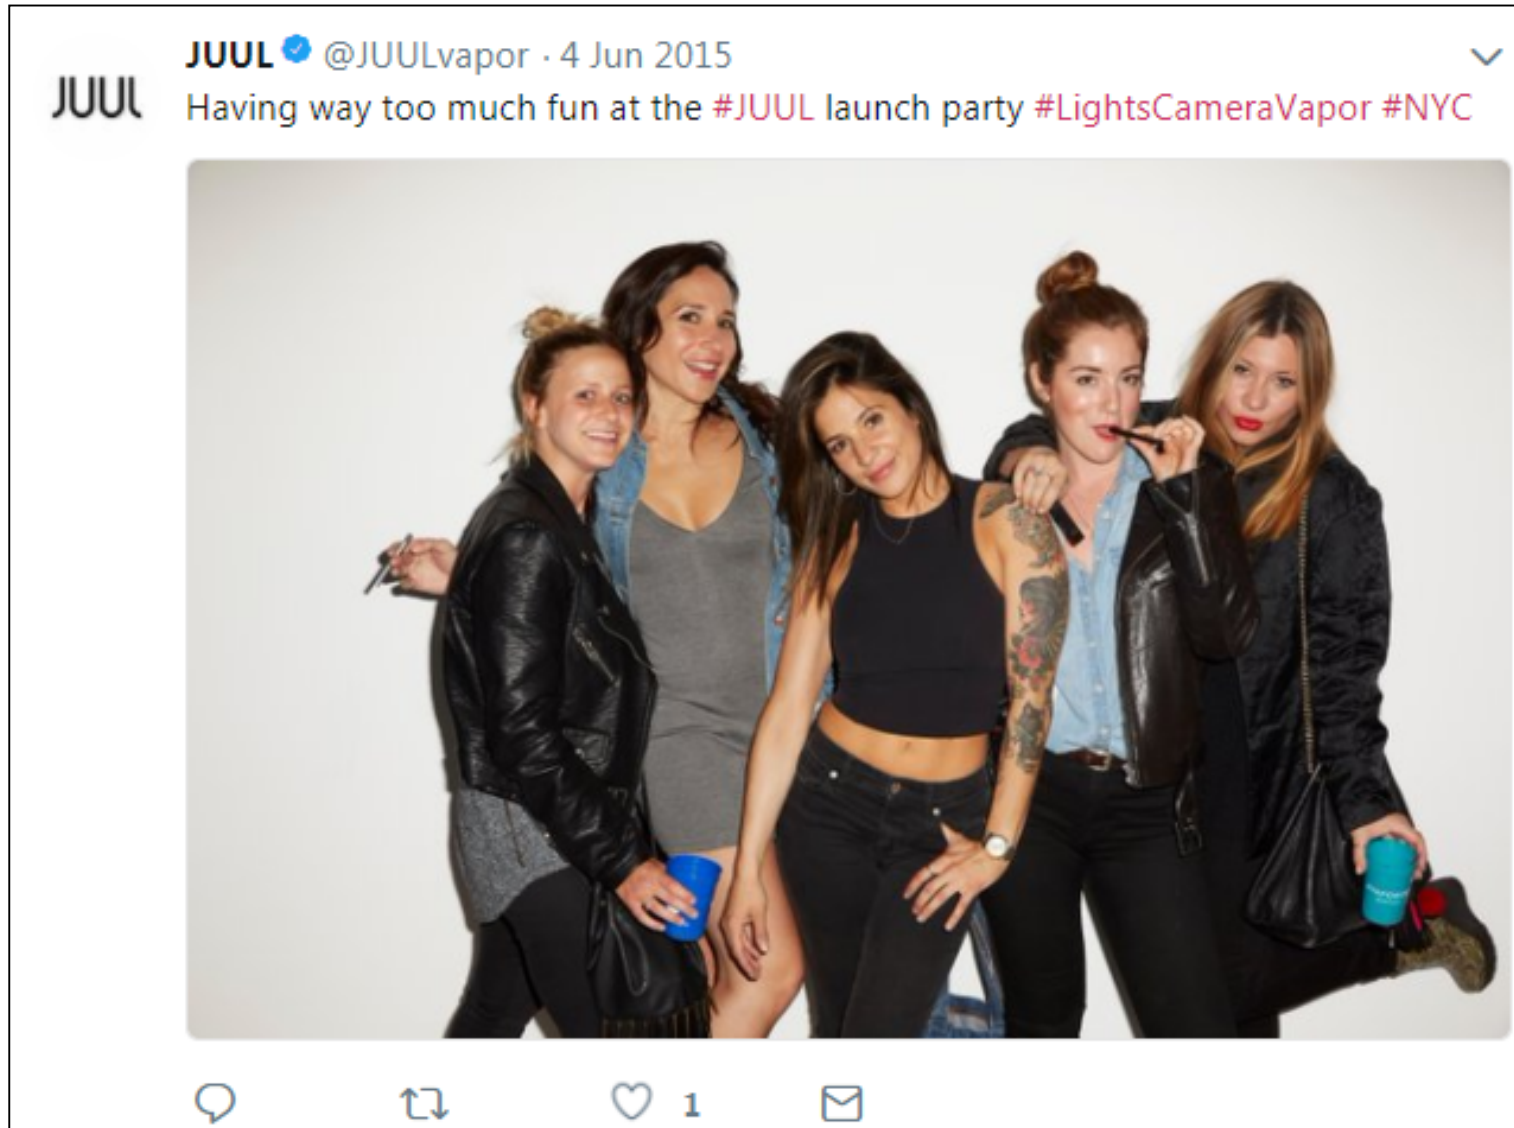 JUUL @JUULvapor · 4 Jun 2015
JUUL
Having way too much fun at the #JUUL launch party #LightsCameraVapor #NYC
1